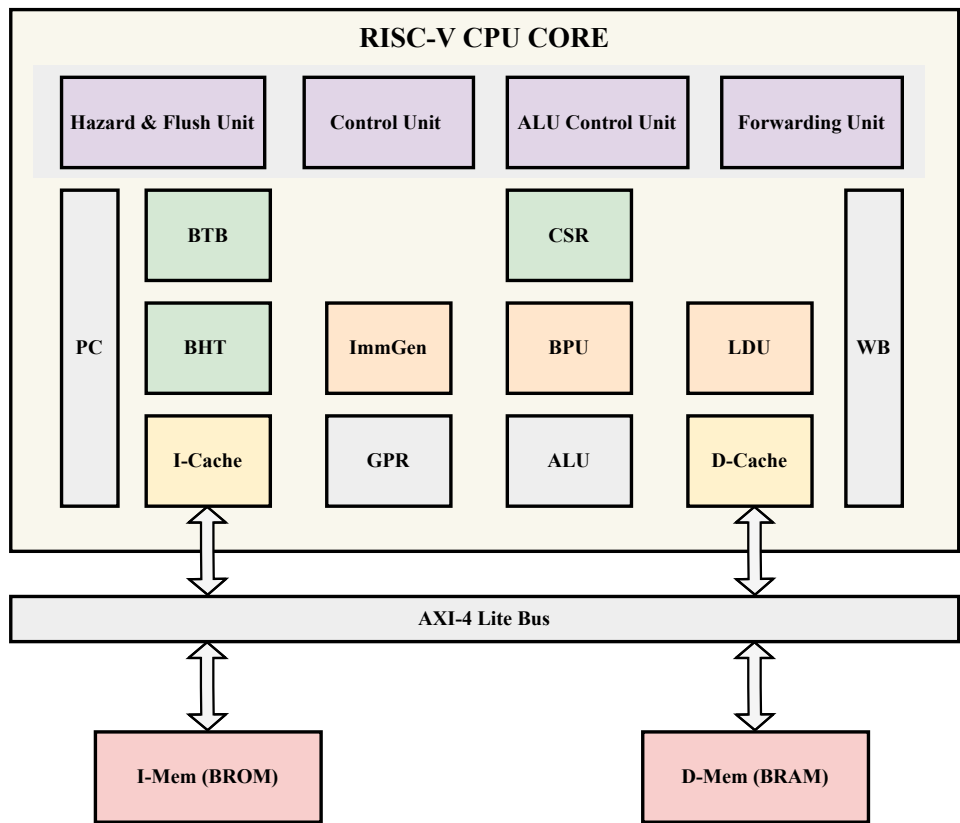 RISC-V CPU CORE
Hazard & Flush Unit
Control Unit
ALU Control Unit
Forwarding Unit
BTB
CSR
PC
BHT
ImmGen
BPU
LDU
WB
I-Cache
GPR
ALU
D-Cache
AXI-4 Lite Bus
I-Mem (BROM)
D-Mem (BRAM)